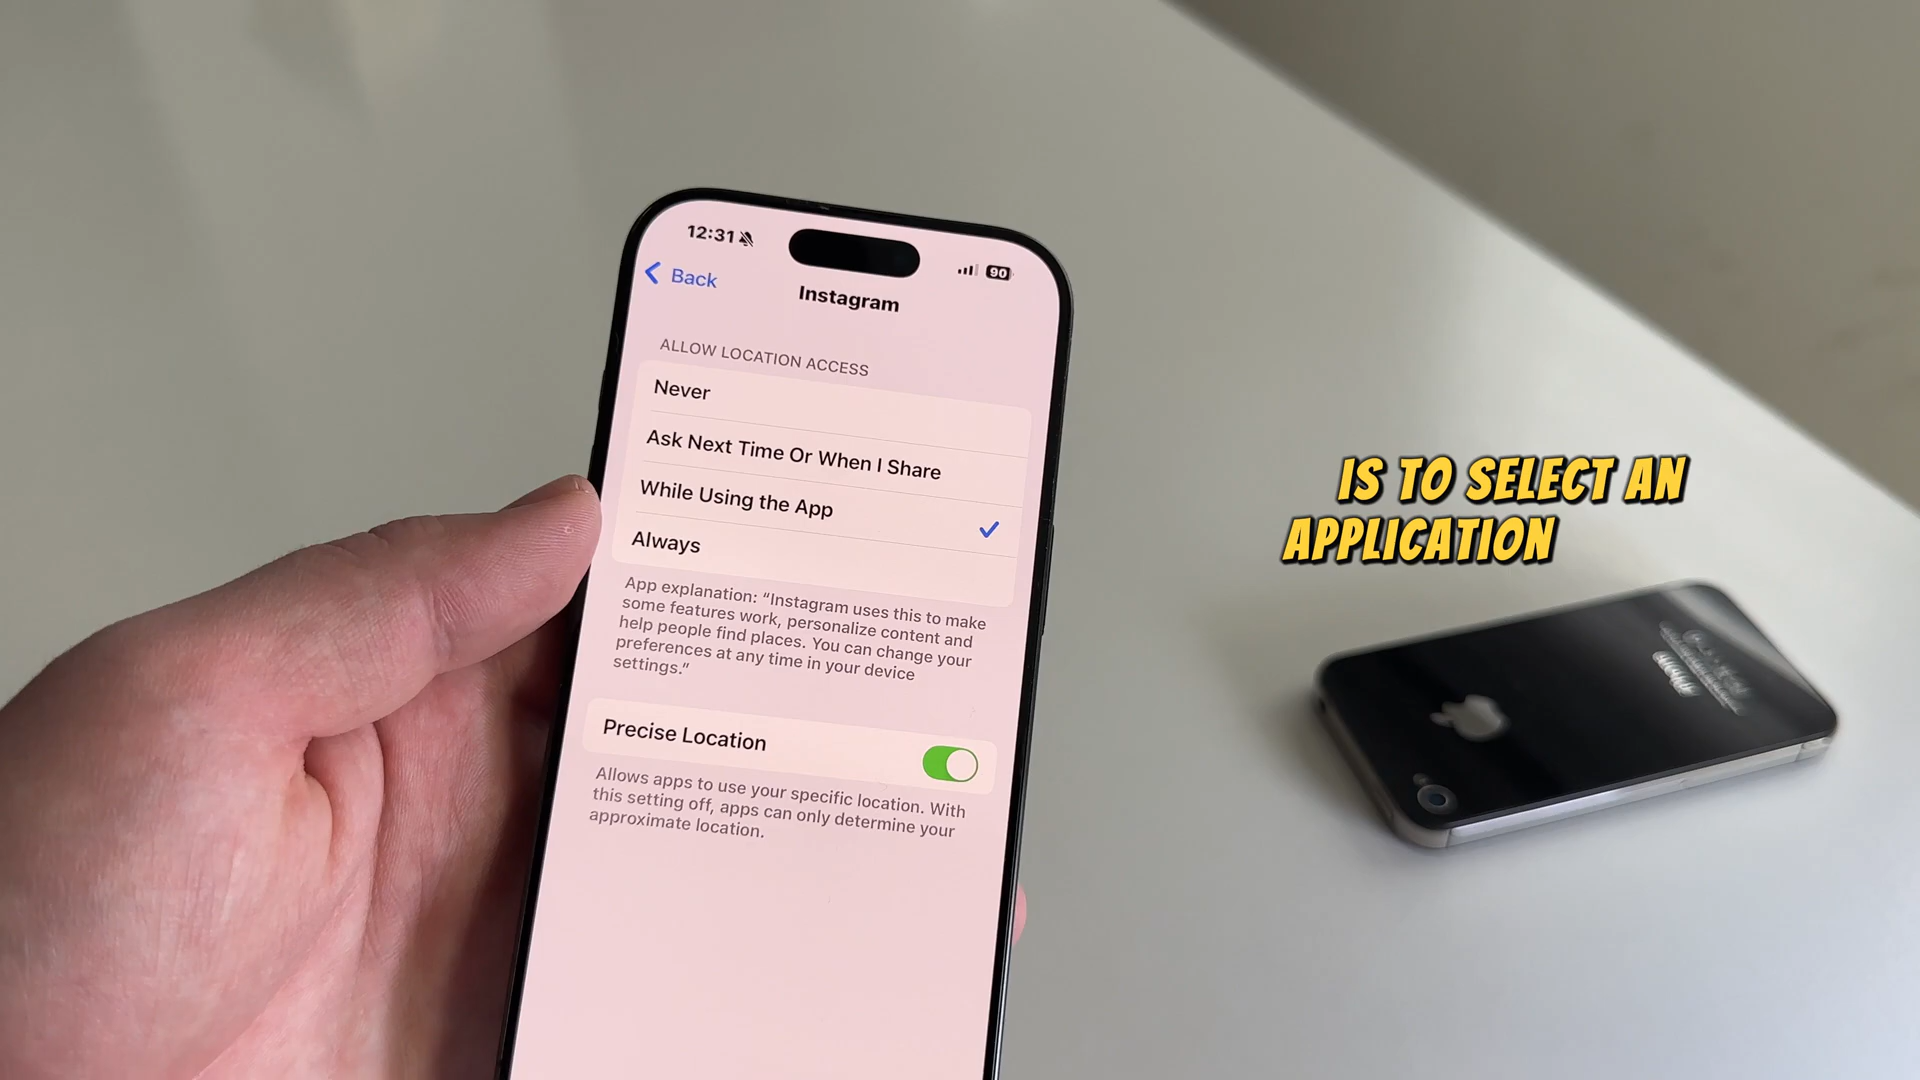 12:31
90
Back
Instagram
ALLOW LOCATION ACCESS
Never
Ask Next Time Or When I Share
While Using the App
Always
App explanation: “Instagram uses this to make
some features work, personalize content and
help people find places. You can change your
preferences at any time in your device
settings.”
Precise Location
Allows apps to use your specific location. With
this setting off, apps can only determine your
approximate location.
IS TO SELECT AN
APPLICATION